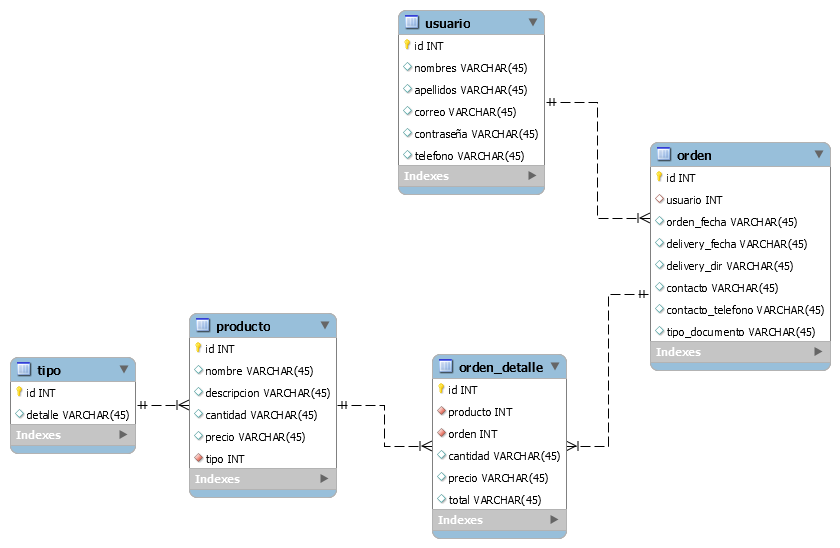 usuario
id INT
nombres VARCHAR(45)
apellidos VARCHAR(45)
correo VARCHAR(45)
contraseña VARCHAR(45)
telefono VARCHAR(45)
Indexes
orden
id INT
usuario INT
orden_fecha VARCHAR(45)
delivery_fecha VARCHAR(45)
delivery_dir VARCHAR(45)
contacto VARCHAR(45)
contacto_telefono VARCHAR(45)
tipo_documento VARCHAR(45)
Indexes
producto
id INT
nombre VARCHAR(45)
descripcion VARCHAR(45)
cantidad VARCHAR(45)
precio VARCHAR(45)
tipo INT
Indexes
tipo
id INT
detalle VARCHAR(45)
Indexes
orden_detalle
id INT
producto INT
orden INT
cantidad VARCHAR(45)
precio VARCHAR(45)
total VARCHAR(45)
Indexes